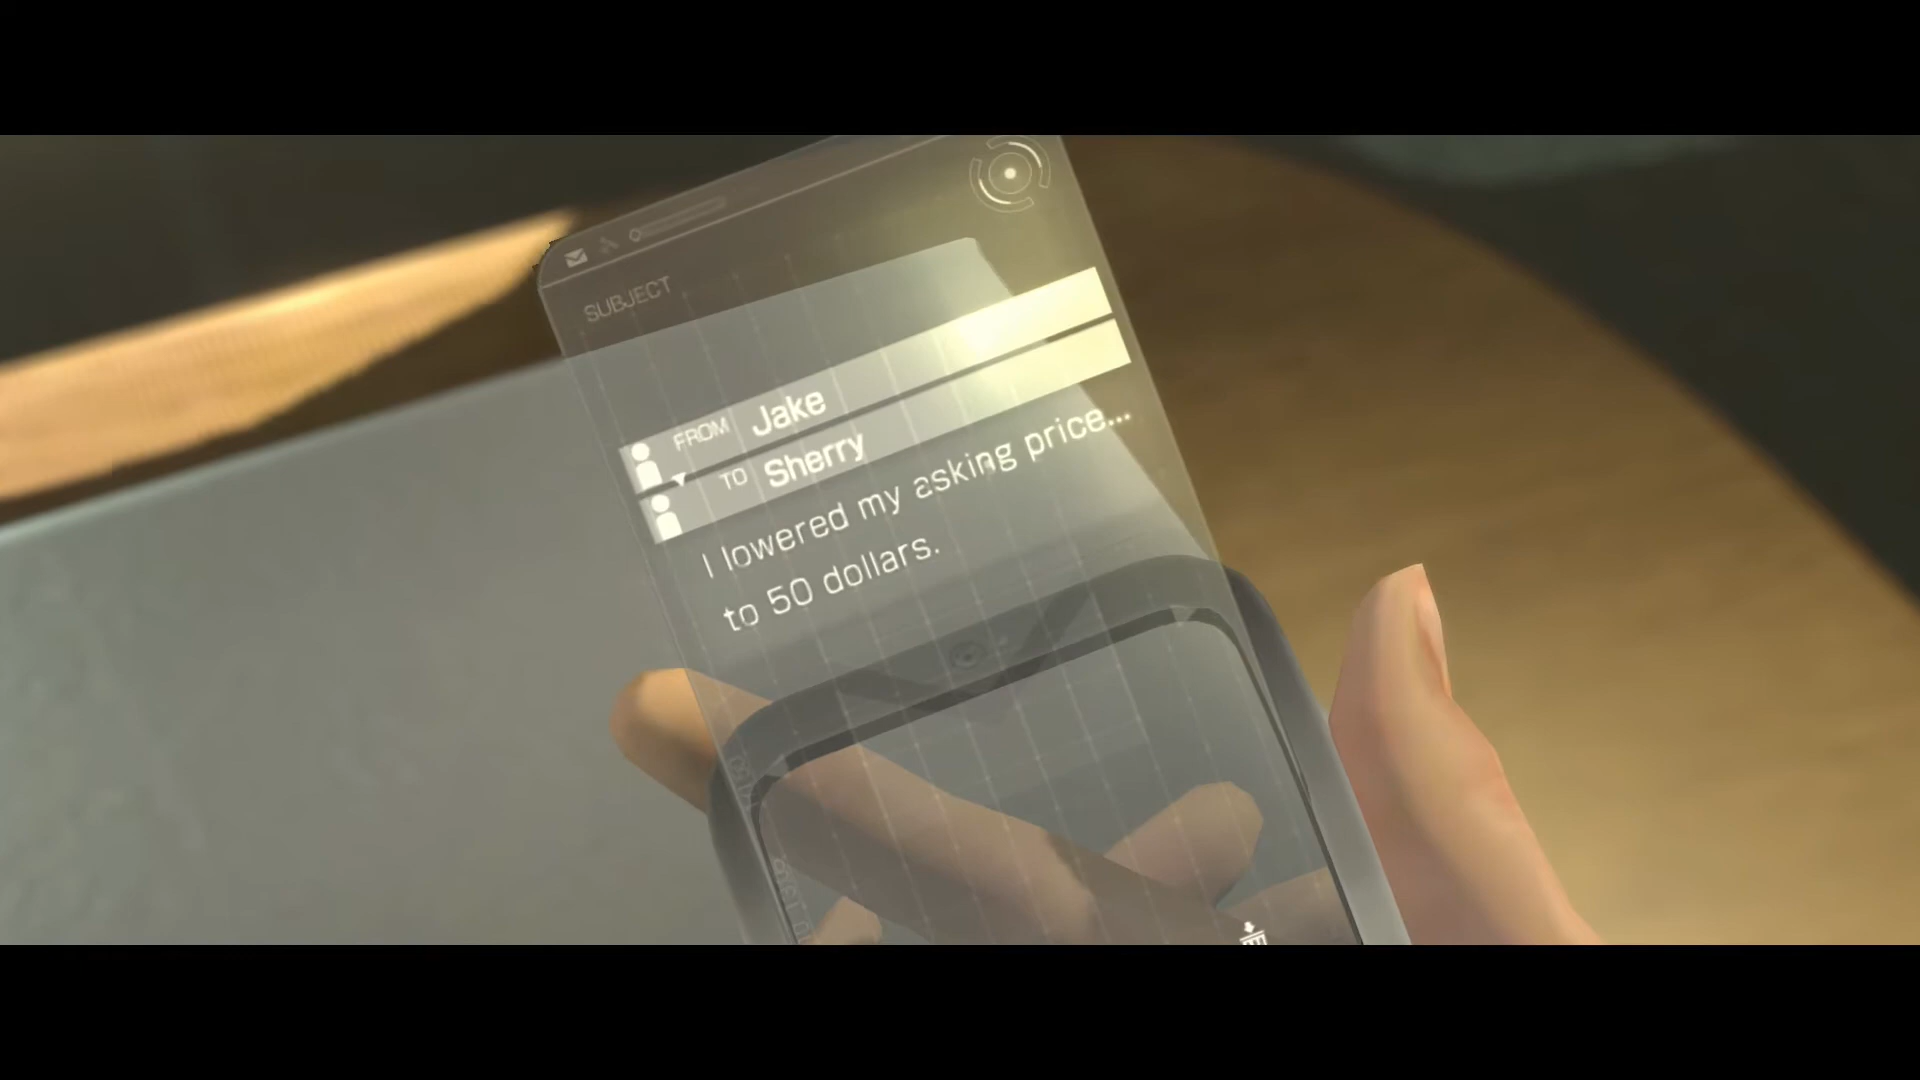 SUBJECT
FROM Jake
TO Sherry
I lowered my asking price...
to 50 dollars.